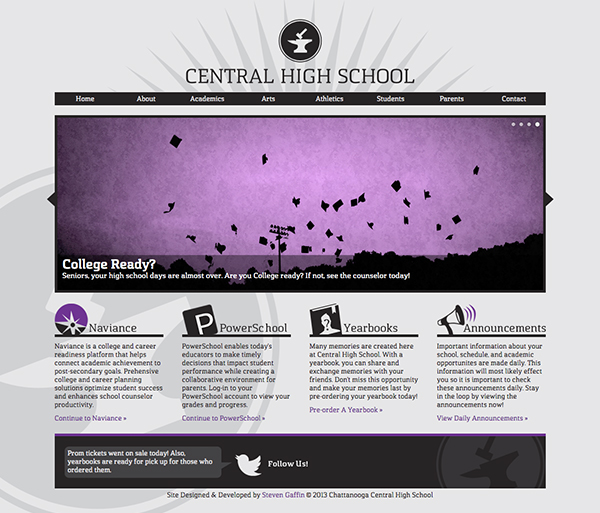 CENTRAL HIGH SCHOOL
Home About Academics Arts Athletics Students Parents Contact
College Ready?
Seniors, your high school days are almost over. Are you College ready? If not, see the counselor today!
Naviance
Naviance is a college and career
readiness platform that helps
connect academic achievement to
post-secondary goals. Prehensive
college and career planning
solutions optimize student success
and enhances school counselor
productivity.
Continue to Naviance »
P PowerSchool
PowerSchool enables today's
educators to make timely
decisions that impact student
performance while creating a
collaborative environment for
parents. Log-in to your
PowerSchool account to view your
grades and progress.
Continue to PowerSchool »
Yearbooks
Many memories are created here
at Central High School. With a
yearbook, you can share and
exchange memories with your
friends. Don't miss this opportunity
and make your memories last by
pre-ordering your yearbook today!
Pre-order A Yearbook »
Announcements
Important information about your
school, schedule, and academic
opportunites are made daily. This
information will most likely effect
you so it is important to check
these announcements daily. Stay
in the loop by viewing the
announcements now!
View Daily Announcements »
Prom tickets went on sale today! Also,
yearbooks are ready for pick up for those who
ordered them.
Follow Us!
Site Designed & Developed by Steven Gaffin © 2013 Chattanooga Central High School